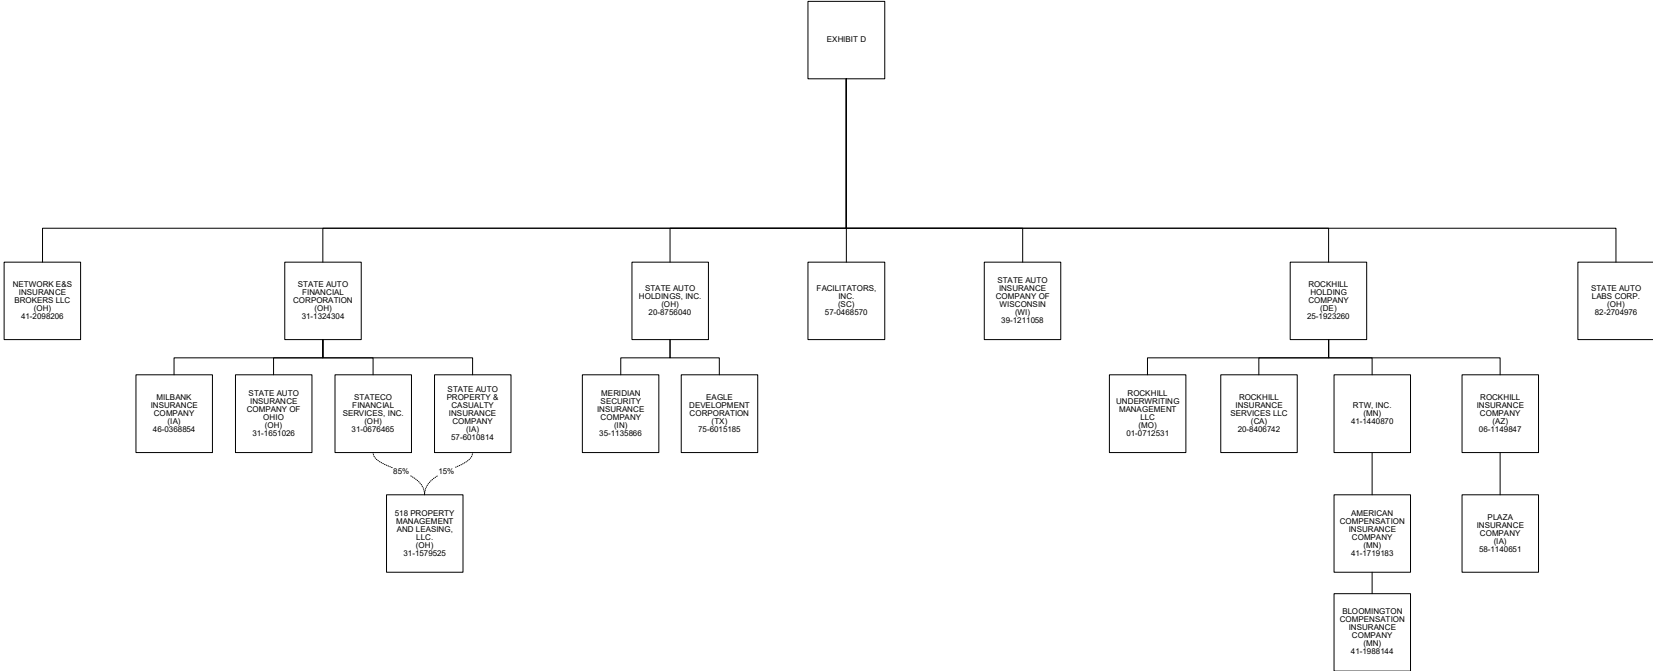 EXHIBIT D
NETWORK E&S
INSURANCE
BROKERS LLC
(OH)
41-2098206
STATE AUTO
FINANCIAL
CORPORATION
(OH)
31-1324304
STATE AUTO
HOLDINGS, INC.
(OH)
20-8756040
FACILITATORS,
INC.
(SC)
57-0468570
STATE AUTO
INSURANCE
COMPANY OF
WISCONSIN
(WI)
39-1211058
ROCKHILL
HOLDING
COMPANY
(DE)
25-1923260
STATE AUTO
LABS CORP.
(OH)
82-2704976
MILBANK
INSURANCE
COMPANY
(IA)
46-0368854
STATE AUTO
INSURANCE
COMPANY OF
OHIO
(OH)
31-1651026
STATECO
FINANCIAL
SERVICES, INC.
(OH)
31-0676465
STATE AUTO
PROPERTY &
CASUALTY
INSURANCE
COMPANY
(IA)
57-6010814
MERIDIAN
SECURITY
INSURANCE
COMPANY
(IN)
35-1135866
EAGLE
DEVELOPMENT
CORPORATION
(TX)
75-6015185
ROCKHILL
UNDERWRITING
MANAGEMENT
LLC
(MO)
01-0712531
ROCKHILL
INSURANCE
SERVICES LLC
(CA)
20-8406742
RTW, INC.
(MN)
41-1440870
ROCKHILL
INSURANCE
COMPANY
(AZ)
06-1149847
85%
15%
518 PROPERTY
MANAGEMENT
AND LEASING,
LLC.
(OH)
31-1579525
AMERICAN
COMPENSATION
INSURANCE
COMPANY
(MN)
41-1719183
PLAZA
INSURANCE
COMPANY
(IA)
58-1140651
BLOOMINGTON
COMPENSATION
INSURANCE
COMPANY
(MN)
41-1988144